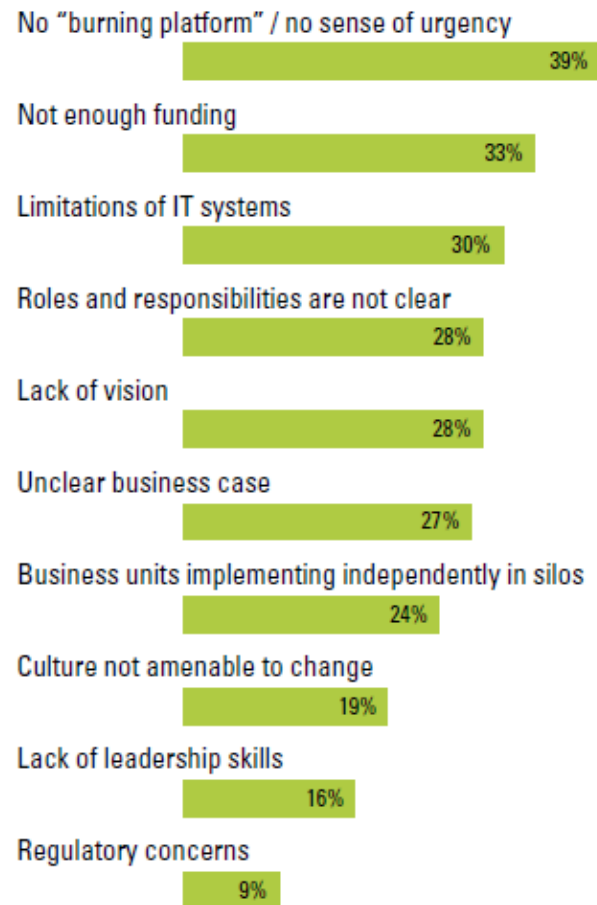 No “burning platform” / no sense of urgency
39%
Not enough funding
33%
Limitations of IT systems
30%
Roles and responsibilities are not clear
28%
Lack of vision
28%
Unclear business case
27%
Business units implementing independently in silos
24%
Culture not amenable to change
19%
Lack of leadership skills
16%
Regulatory concerns
9%